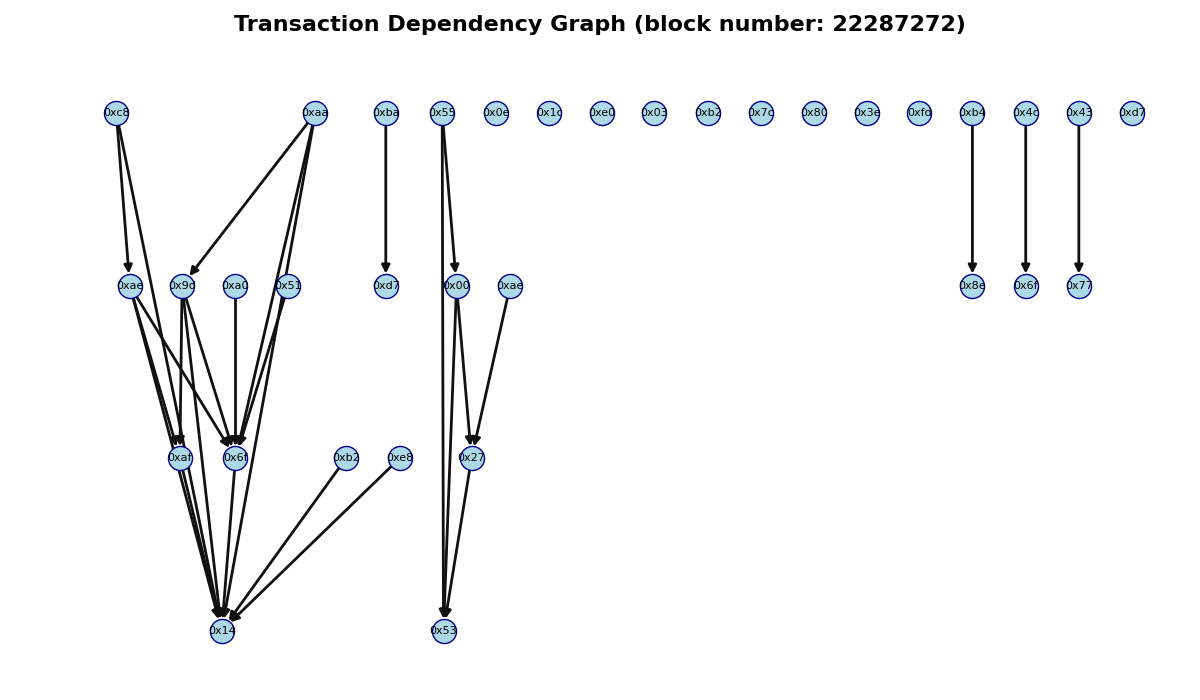 Transaction Dependency Graph (block number: 22287272)
0xc8 0xaa 0xba 0x55 0x0e 0x1c 0xe0 0x03 0xb2 0x7c 0x80 0x3e 0xfd 0xb4 0x4c 0x43 0xd7
0xae 0x9d 0xa0 0x51 0xd7 0x00 0xae 0x8e 0x6f 0x77
0xaf 0x6f 0xb2 0xe8 0x27
0x14 0x53